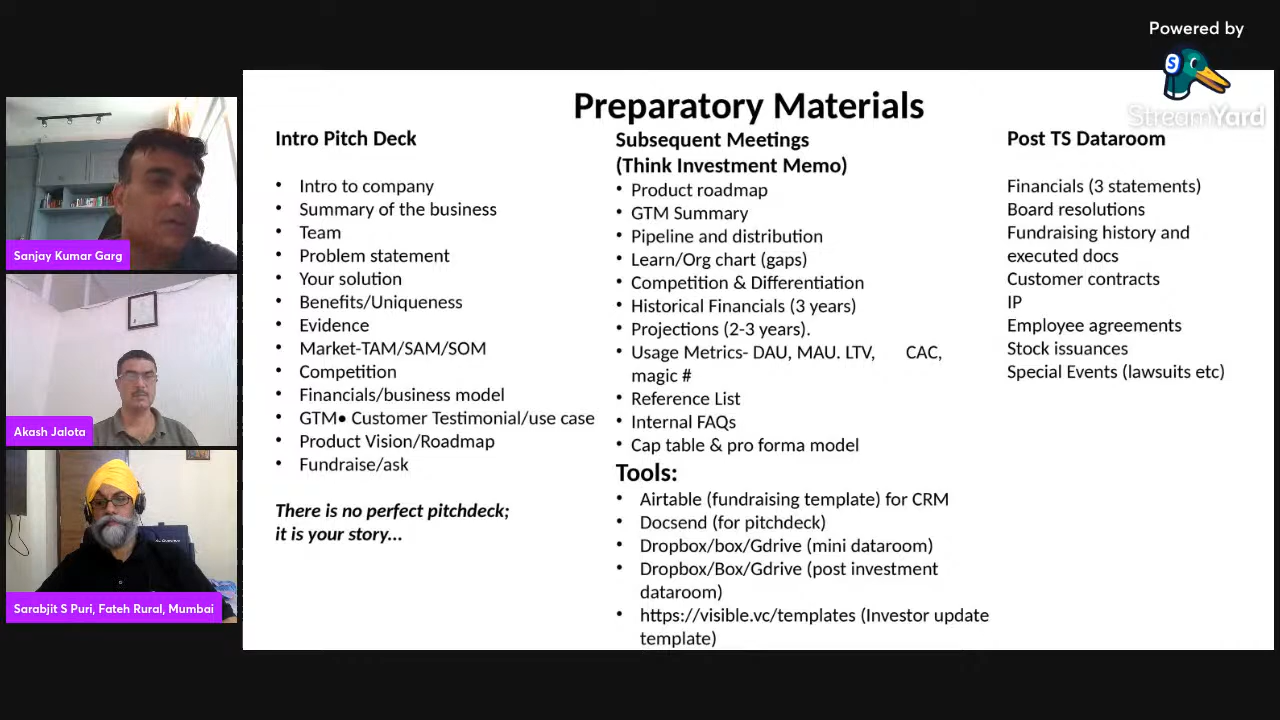 Powered by
StreamYard
Preparatory Materials
Intro Pitch Deck
• Intro to company
• Summary of the business
• Team
• Problem statement
• Your solution
• Benefits/Uniqueness
• Evidence
• Market-TAM/SAM/SOM
• Competition
• Financials/business model
• GTM• Customer Testimonial/use case
• Product Vision/Roadmap
• Fundraise/ask
There is no perfect pitchdeck;
it is your story...
Subsequent Meetings
(Think Investment Memo)
• Product roadmap
• GTM Summary
• Pipeline and distribution
• Learn/Org chart (gaps)
• Competition & Differentiation
• Historical Financials (3 years)
• Projections (2-3 years).
• Usage Metrics- DAU, MAU. LTV, CAC,
magic #
• Reference List
• Internal FAQs
• Cap table & pro forma model
Tools:
• Airtable (fundraising template) for CRM
• Docsend (for pitchdeck)
• Dropbox/box/Gdrive (mini dataroom)
• Dropbox/Box/Gdrive (post investment
dataroom)
• https://visible.vc/templates (Investor update
template)
Post TS Dataroom
Financials (3 statements)
Board resolutions
Fundraising history and
executed docs
Customer contracts
IP
Employee agreements
Stock issuances
Special Events (lawsuits etc)
Sanjay Kumar Garg
Akash Jalota
Sarabjit S Puri, Fateh Rural, Mumbai